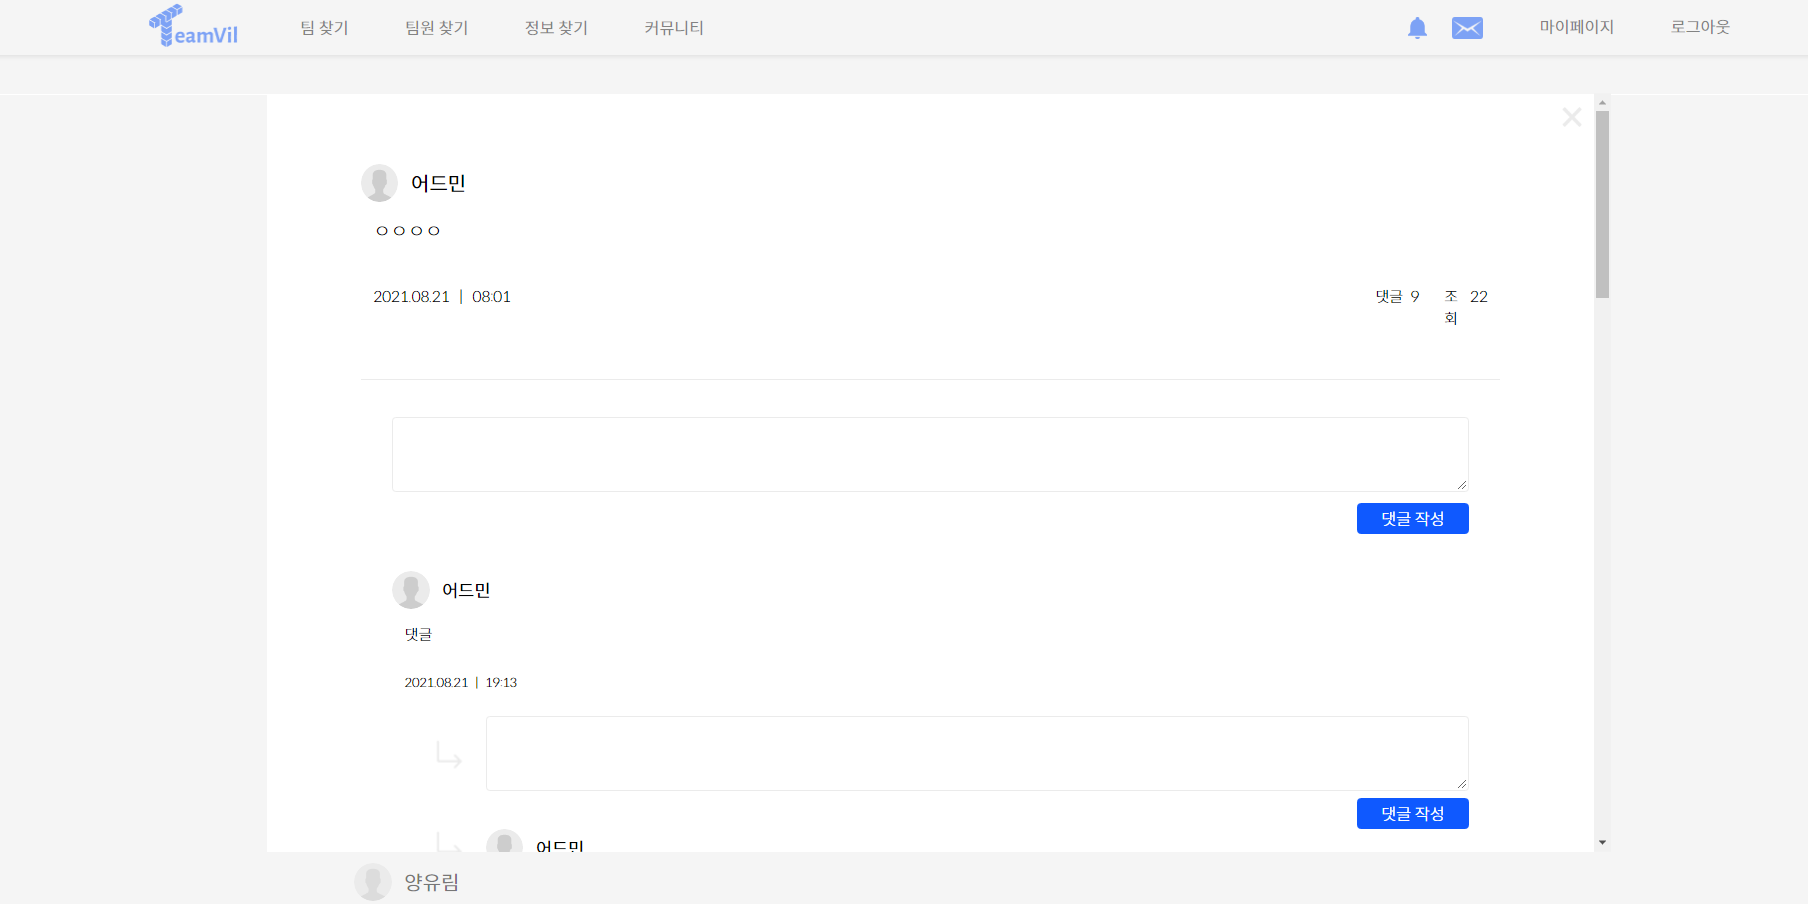 TeamVil 팀 찾기 팀원 찾기 정보 찾기 커뮤니티 마이페이지 로그아웃
어드민
ㅇㅇㅇㅇ
2021.08.21 | 08:01 댓글 9 조회 22
댓글 작성
어드민
댓글
2021.08.21 | 19:13
댓글 작성
어드민
양유림